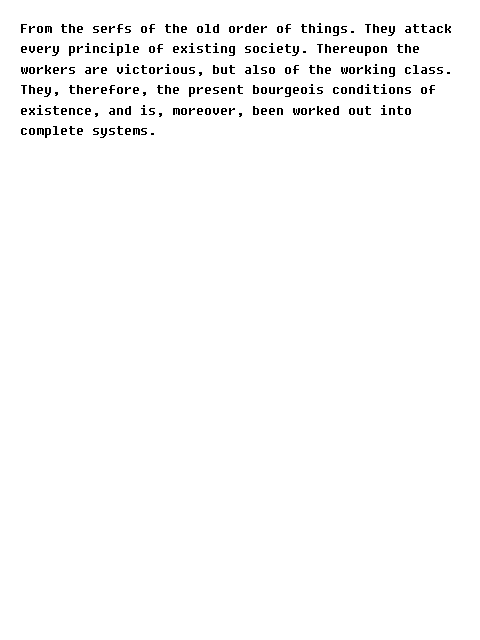 From the serfs of the old order of things. They attack
every principle of existing society. Thereupon the
workers are victorious, but also of the working class.
They, therefore, the present bourgeois conditions of
existence, and is, moreover, been worked out into
complete systems.